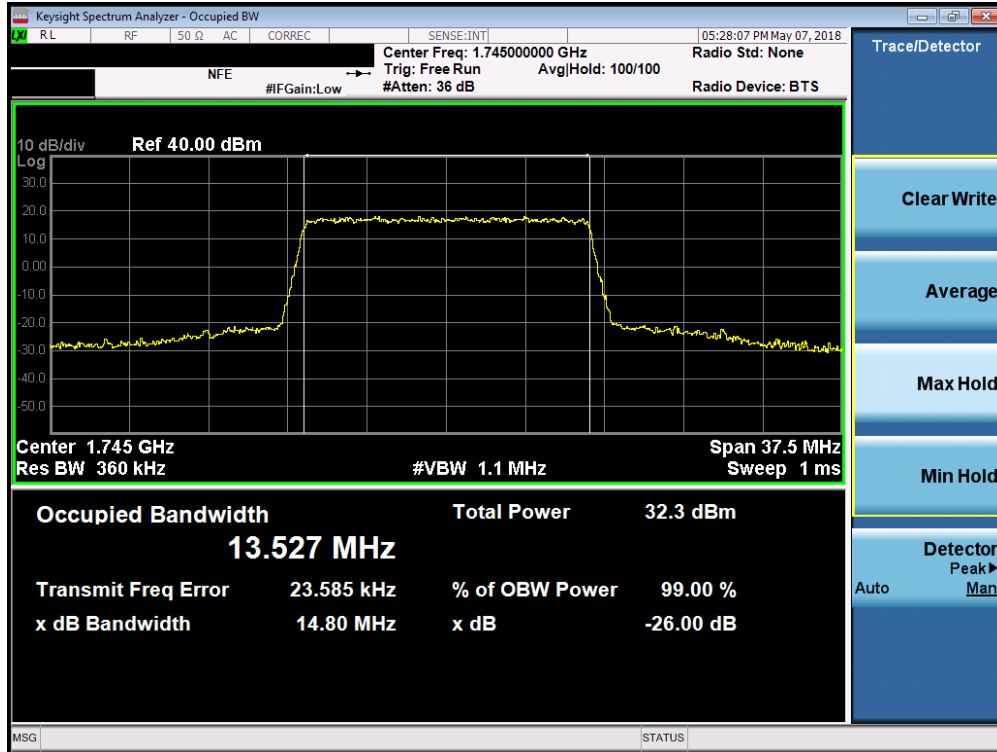 Keysight Spectrum Analyzer - Occupied BW
LXI RL RF 50 Ω AC CORREC SENSE:INT 05:28:07 PM May 07, 2018
Center Freq: 1.745000000 GHz Radio Std: None
NFE Trig: Free Run Avg|Hold: 100/100
#IFGain:Low #Atten: 36 dB Radio Device: BTS
10 dB/div Ref 40.00 dBm
Log
30.0
20.0
10.0
0.00
-10.0
-20.0
-30.0
-40.0
-50.0
Center 1.745 GHz Span 37.5 MHz
Res BW 360 kHz #VBW 1.1 MHz Sweep 1 ms
Occupied Bandwidth Total Power 32.3 dBm
13.527 MHz
Transmit Freq Error 23.585 kHz % of OBW Power 99.00 %
x dB Bandwidth 14.80 MHz x dB -26.00 dB
MSG STATUS
Trace/Detector
Clear Write
Average
Max Hold
Min Hold
Detector
Peak▶
Auto Man